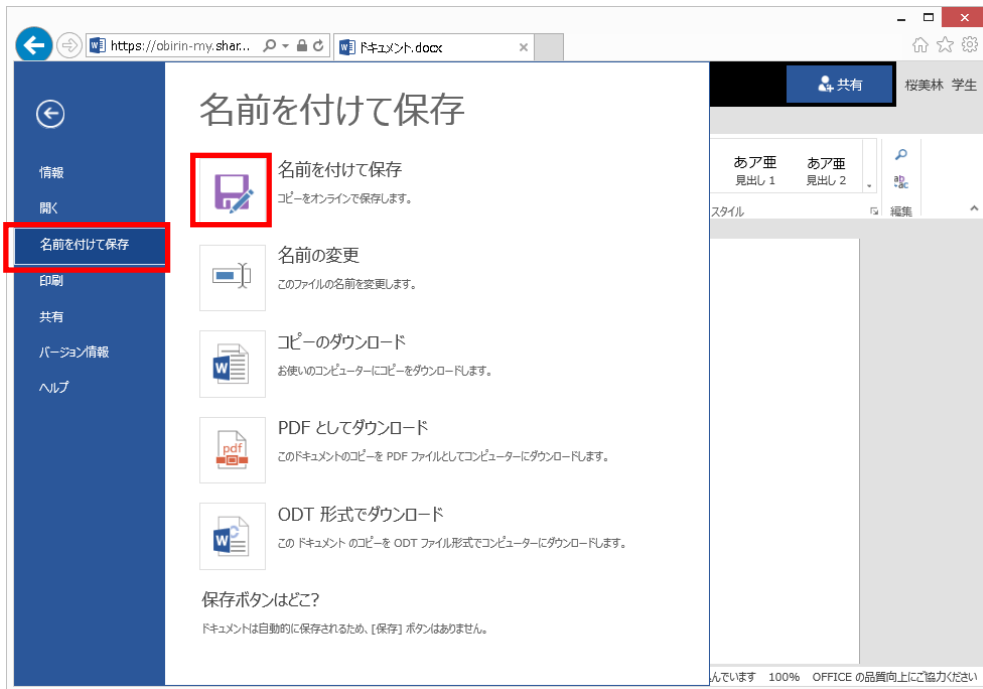 https://obirin-my.shar...
ドキュメント.docx
共有
桜美林 学生
名前を付けて保存
情報
開く
名前を付けて保存
印刷
共有
バージョン情報
ヘルプ
名前を付けて保存
コピーをオンラインで保存します。
名前の変更
このファイルの名前を変更します。
コピーのダウンロード
お使いのコンピューターにコピーをダウンロードします。
PDF としてダウンロード
このドキュメントのコピーを PDF ファイルとしてコンピューターにダウンロードします。
ODT 形式でダウンロード
この ドキュメント のコピーを ODT ファイル形式でコンピューターにダウンロードします。
保存ボタンはどこ?
ドキュメントは自動的に保存されるため、[保存] ボタンはありません。
あア亜
見出し 1
あア亜
見出し 2
スタイル
編集
んでいます 100% OFFICE の品質向上にご協力ください